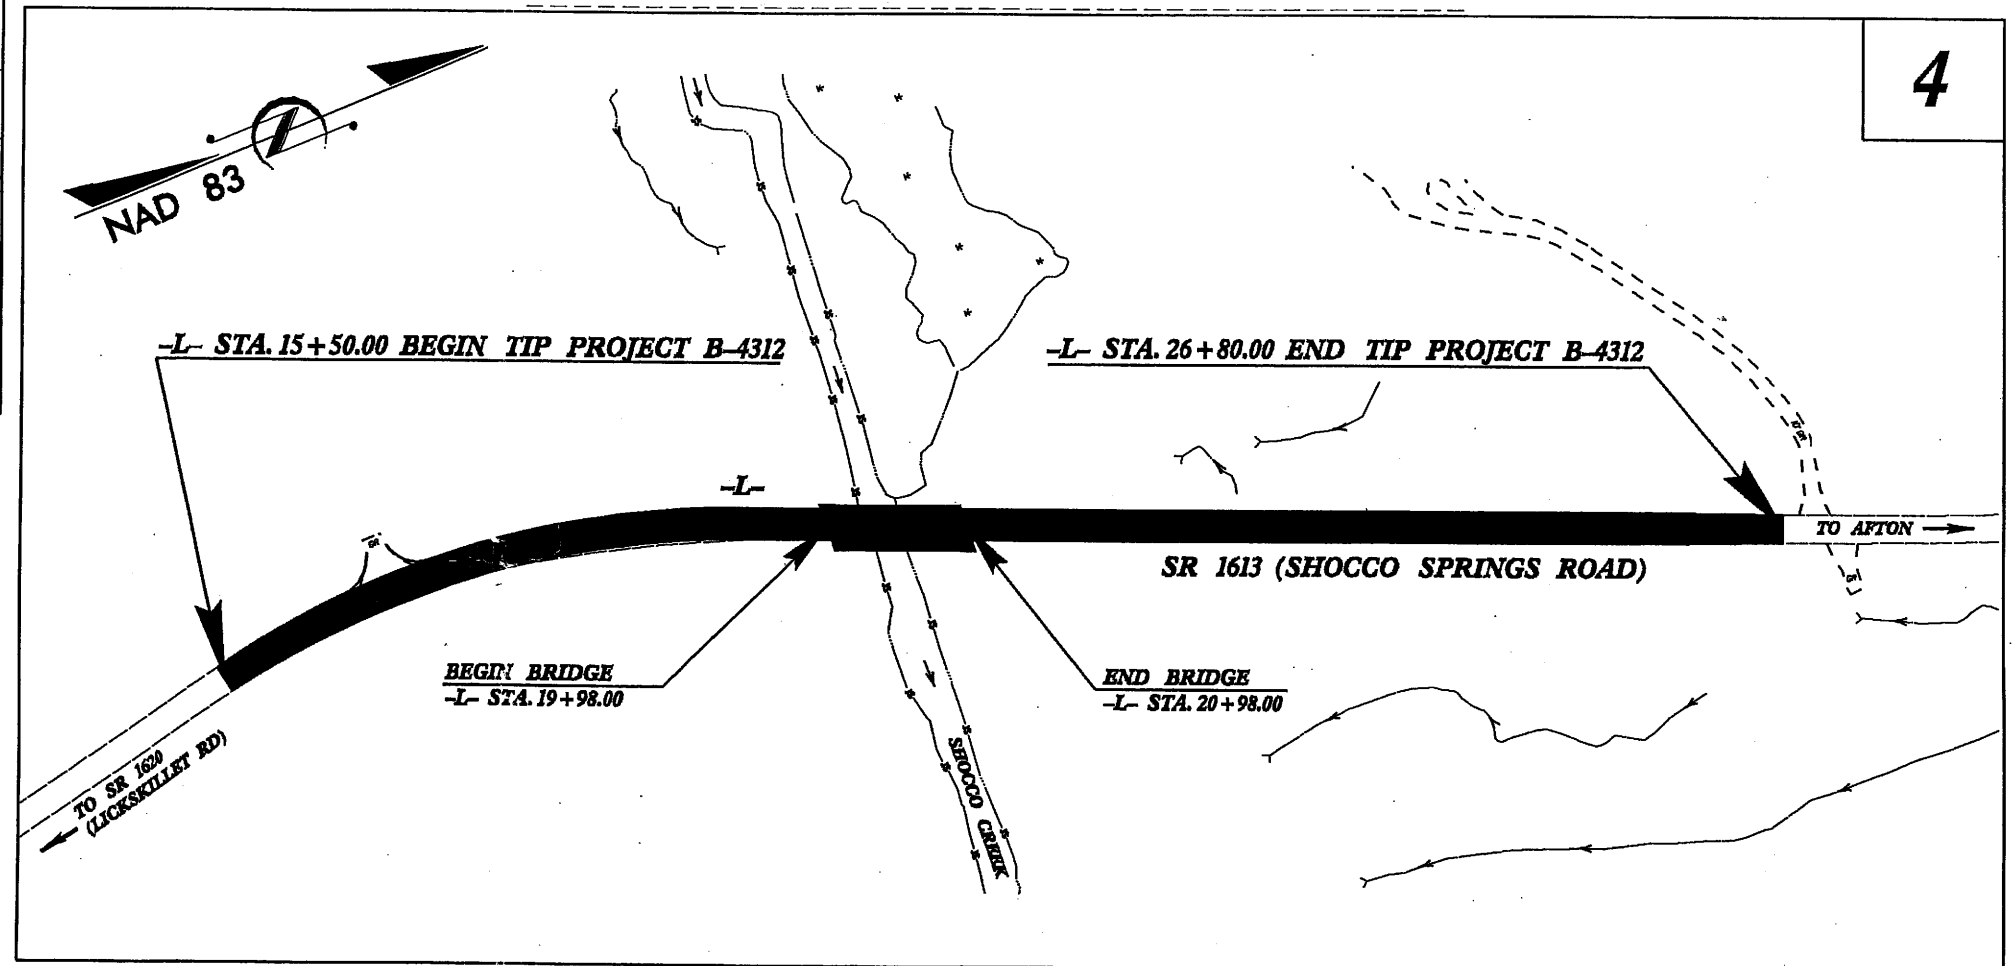 4
NAD 83
-L- STA. 15+50.00 BEGIN TIP PROJECT B-4312
-L- STA. 26+80.00 END TIP PROJECT B-4312
-L-
TO AFTON
SR 1613 (SHOCCO SPRINGS ROAD)
BEGIN BRIDGE
-L- STA. 19+98.00
END BRIDGE
-L- STA. 20+98.00
TO SR 1620
(LICKSKILLET RD)
SHOCCO CREEK